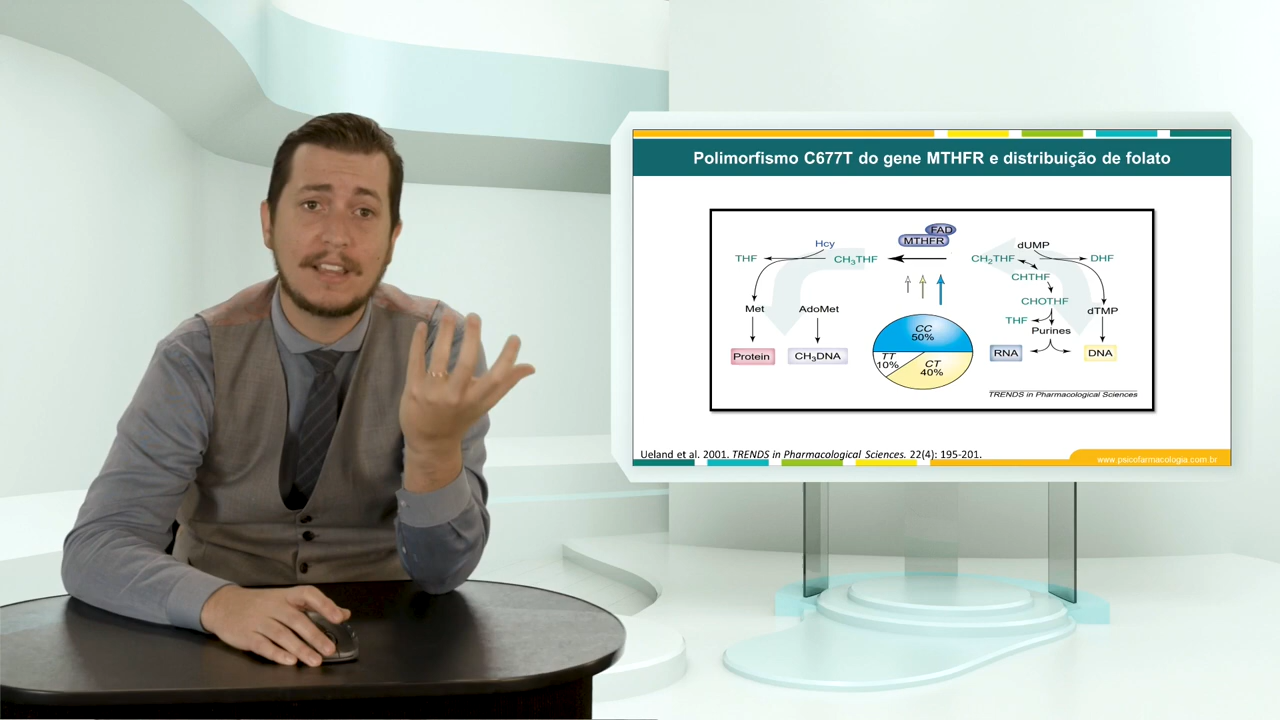 Polimorfismo C677T do gene MTHFR e distribuição de folato
FAD
MTHFR
Hcy
THF
CH₃THF
CH₂THF
dUMP
DHF
CHTHF
CHOTHF
Met
AdoMet
THF
dTMP
Purines
Protein
CH₃DNA
CC
50%
TT
10%
CT
40%
RNA
DNA
TRENDS in Pharmacological Sciences
Ueland et al. 2001. TRENDS in Pharmacological Sciences. 22(4): 195-201.
www.psicofarmacologia.com.br